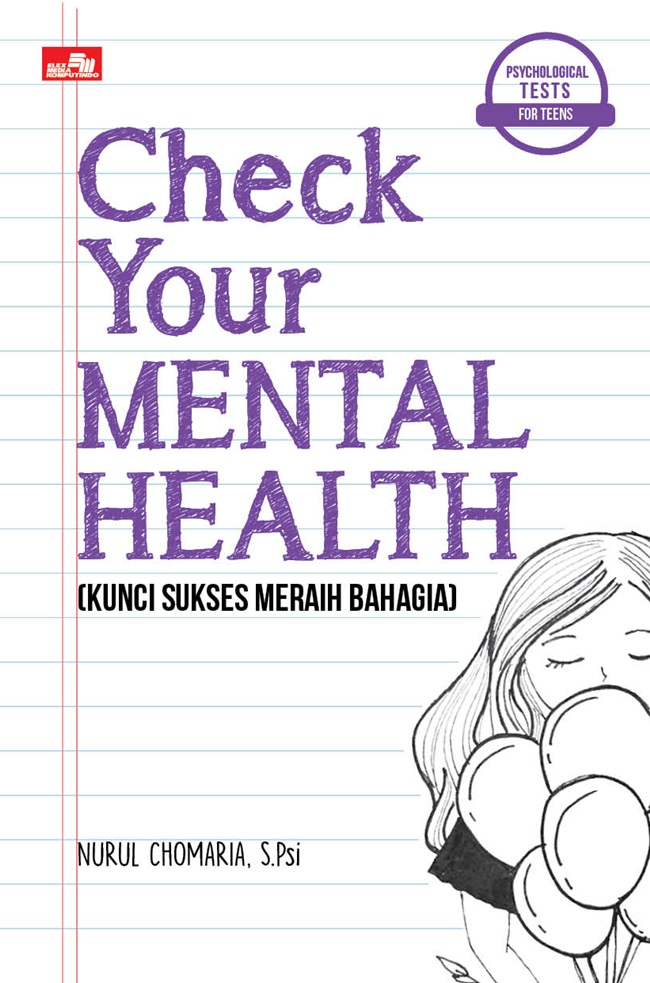 ELEX
MEDIA
KOMPUTINDO
PSYCHOLOGICAL
TESTS
FOR TEENS
Check
Your
MENTAL
HEALTH
(KUNCI SUKSES MERAIH BAHAGIA)
NURUL CHOMARIA, S.Psi